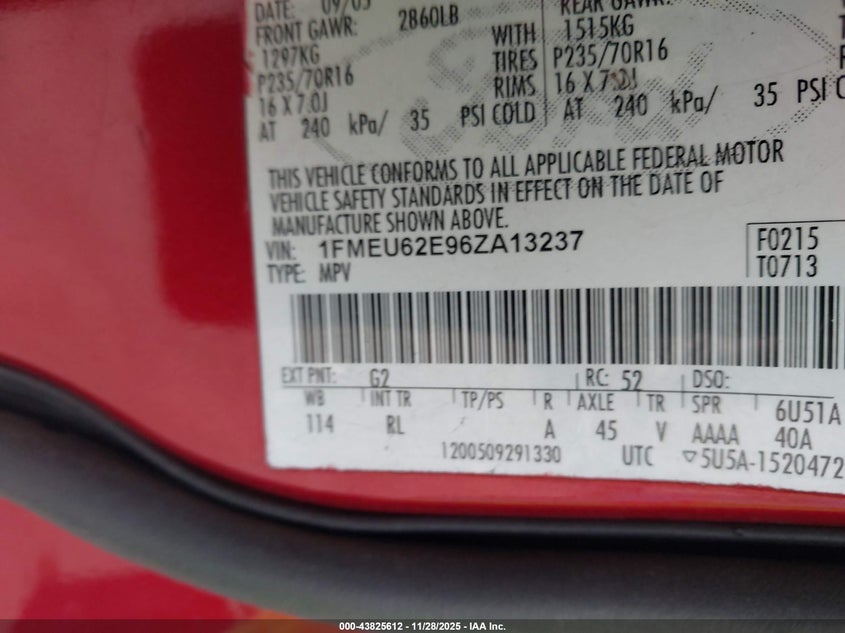 DATE: 09/05
FRONT GAWR: 2860LB
1297KG
P235/70R16
16 X 7.0J
AT 240 kPa/ 35 PSI COLD
WITH
TIRES
RIMS
REAR GAWR:
1515KG
P235/70R16
16 X 7.0J
AT 240 kPa/ 35 PSI
THIS VEHICLE CONFORMS TO ALL APPLICABLE FEDERAL MOTOR
VEHICLE SAFETY STANDARDS IN EFFECT ON THE DATE OF
MANUFACTURE SHOWN ABOVE.
VIN: 1FMEU62E96ZA13237
TYPE: MPV
F0215
T0713
EXT PNT: G2 RC: 52 DSO:
WB INT TR TP/PS R AXLE TR SPR 6U51A
114 RL A 45 V AAAA 40A
1200509291330 UTC ▽5U5A-1520472
000-43825612 - 11/28/2025 - IAA Inc.